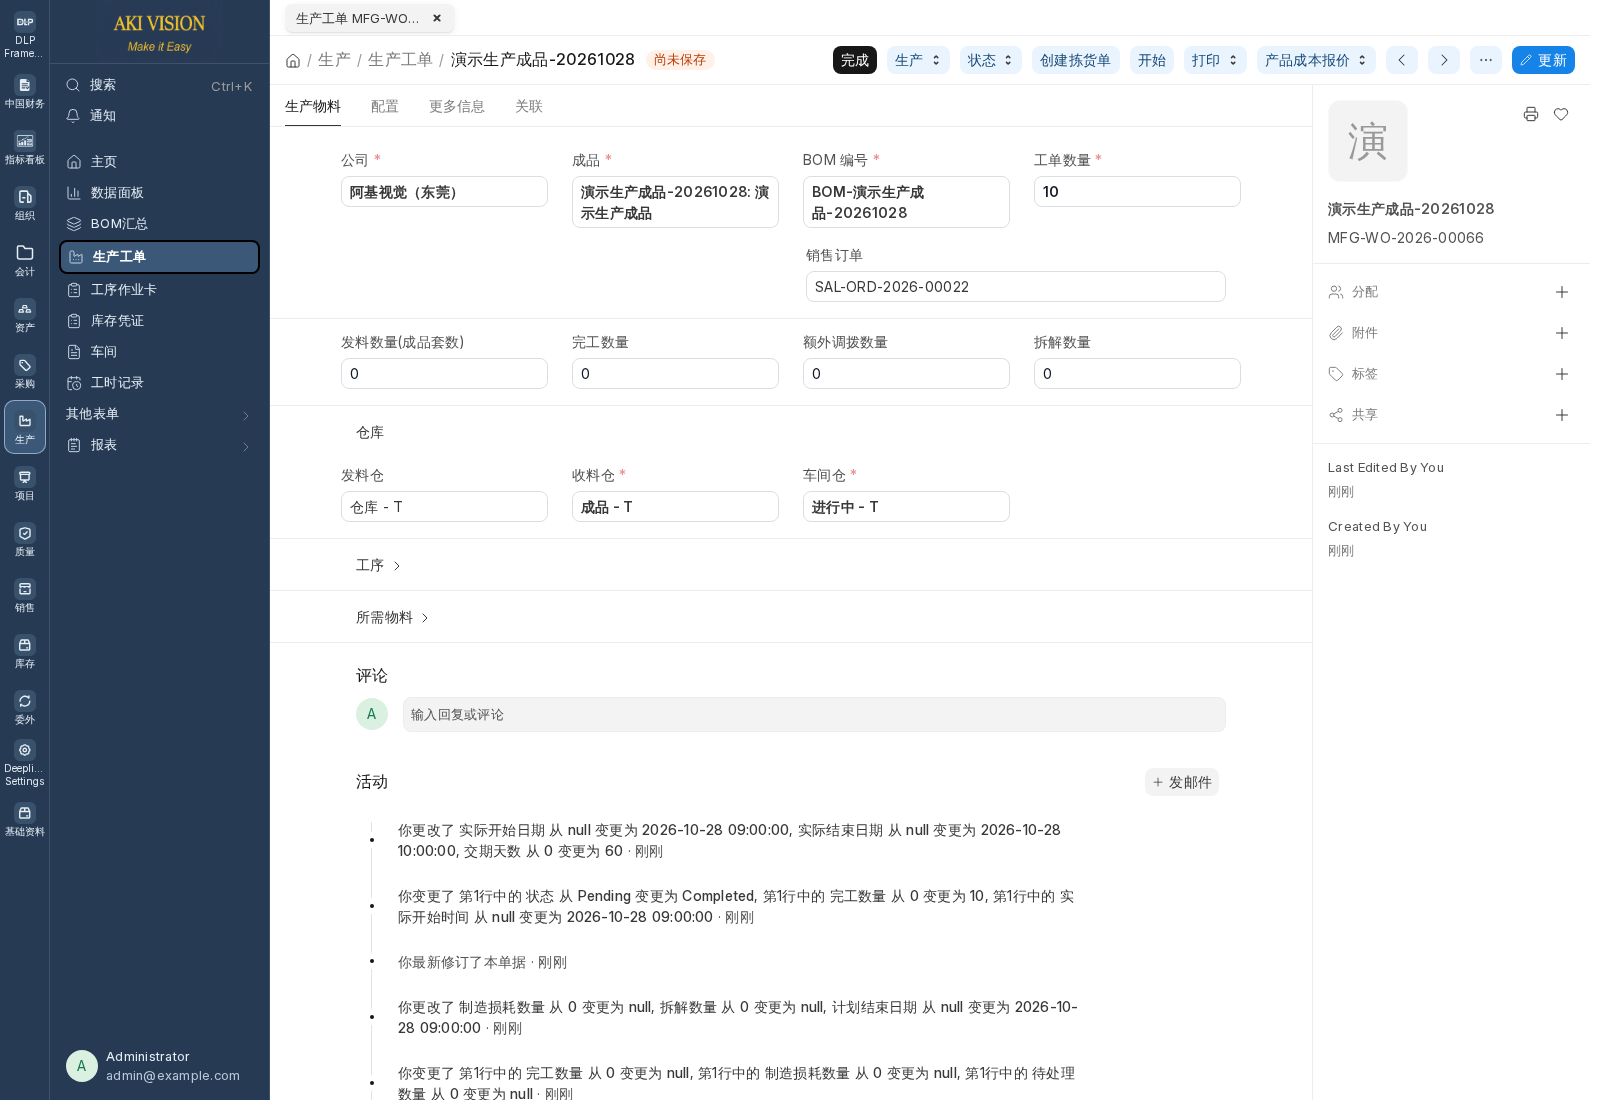 生产工单 MFG-WO... ×
DLP
DLP
Frame...
中国财务
指标看板
组织
会计
资产
采购
生产
项目
质量
销售
库存
委外
Deepli...
Settings
基础资料
AKI VISION
Make it Easy
搜索 Ctrl+K
通知
主页
数据面板
BOM汇总
生产工单
工序作业卡
库存凭证
车间
工时记录
其他表单
报表
A
Administrator
admin@example.com
/ 生产 / 生产工单 / 演示生产成品-20261028 尚未保存
完成 生产 状态 创建拣货单 开始 打印 产品成本报价 ... 更新
生产物料 配置 更多信息 关联
公司 * 成品 * BOM 编号 * 工单数量 *
阿基视觉（东莞） 演示生产成品-20261028: 演示生产成品 BOM-演示生产成品-20261028 10
销售订单
SAL-ORD-2026-00022
发料数量(成品套数) 完工数量 额外调拨数量 拆解数量
0 0 0 0
仓库
发料仓 收料仓 * 车间仓 *
仓库 - T 成品 - T 进行中 - T
工序
所需物料
评论
A 输入回复或评论
活动 + 发邮件
你更改了 实际开始日期 从 null 变更为 2026-10-28 09:00:00, 实际结束日期 从 null 变更为 2026-10-28
10:00:00, 交期天数 从 0 变更为 60 · 刚刚
你变更了 第1行中的 状态 从 Pending 变更为 Completed, 第1行中的 完工数量 从 0 变更为 10, 第1行中的 实
际开始时间 从 null 变更为 2026-10-28 09:00:00 · 刚刚
你最新修订了本单据 · 刚刚
你更改了 制造损耗数量 从 0 变更为 null, 拆解数量 从 0 变更为 null, 计划结束日期 从 null 变更为 2026-10-
28 09:00:00 · 刚刚
你变更了 第1行中的 完工数量 从 0 变更为 null, 第1行中的 制造损耗数量 从 0 变更为 null, 第1行中的 待处理
数量 从 0 变更为 null · 刚刚
演
演示生产成品-20261028
MFG-WO-2026-00066
分配
附件
标签
共享
Last Edited By You
刚刚
Created By You
刚刚